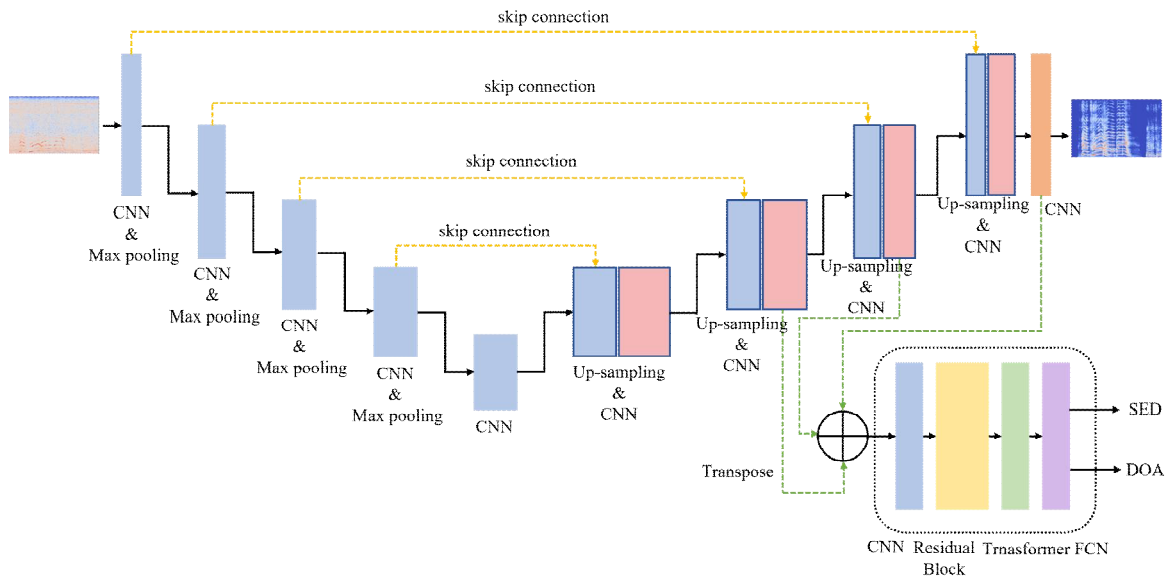 skip connection
skip connection
skip connection
skip connection
CNN
&
Max pooling
CNN
&
Max pooling
CNN
&
Max pooling
CNN
&
Max pooling
CNN
Up-sampling
&
CNN
Up-sampling
&
CNN
Up-sampling
&
CNN
Up-sampling
&
CNN
CNN
Transpose
SED
DOA
CNN
Residual
Block
Trnasformer
FCN